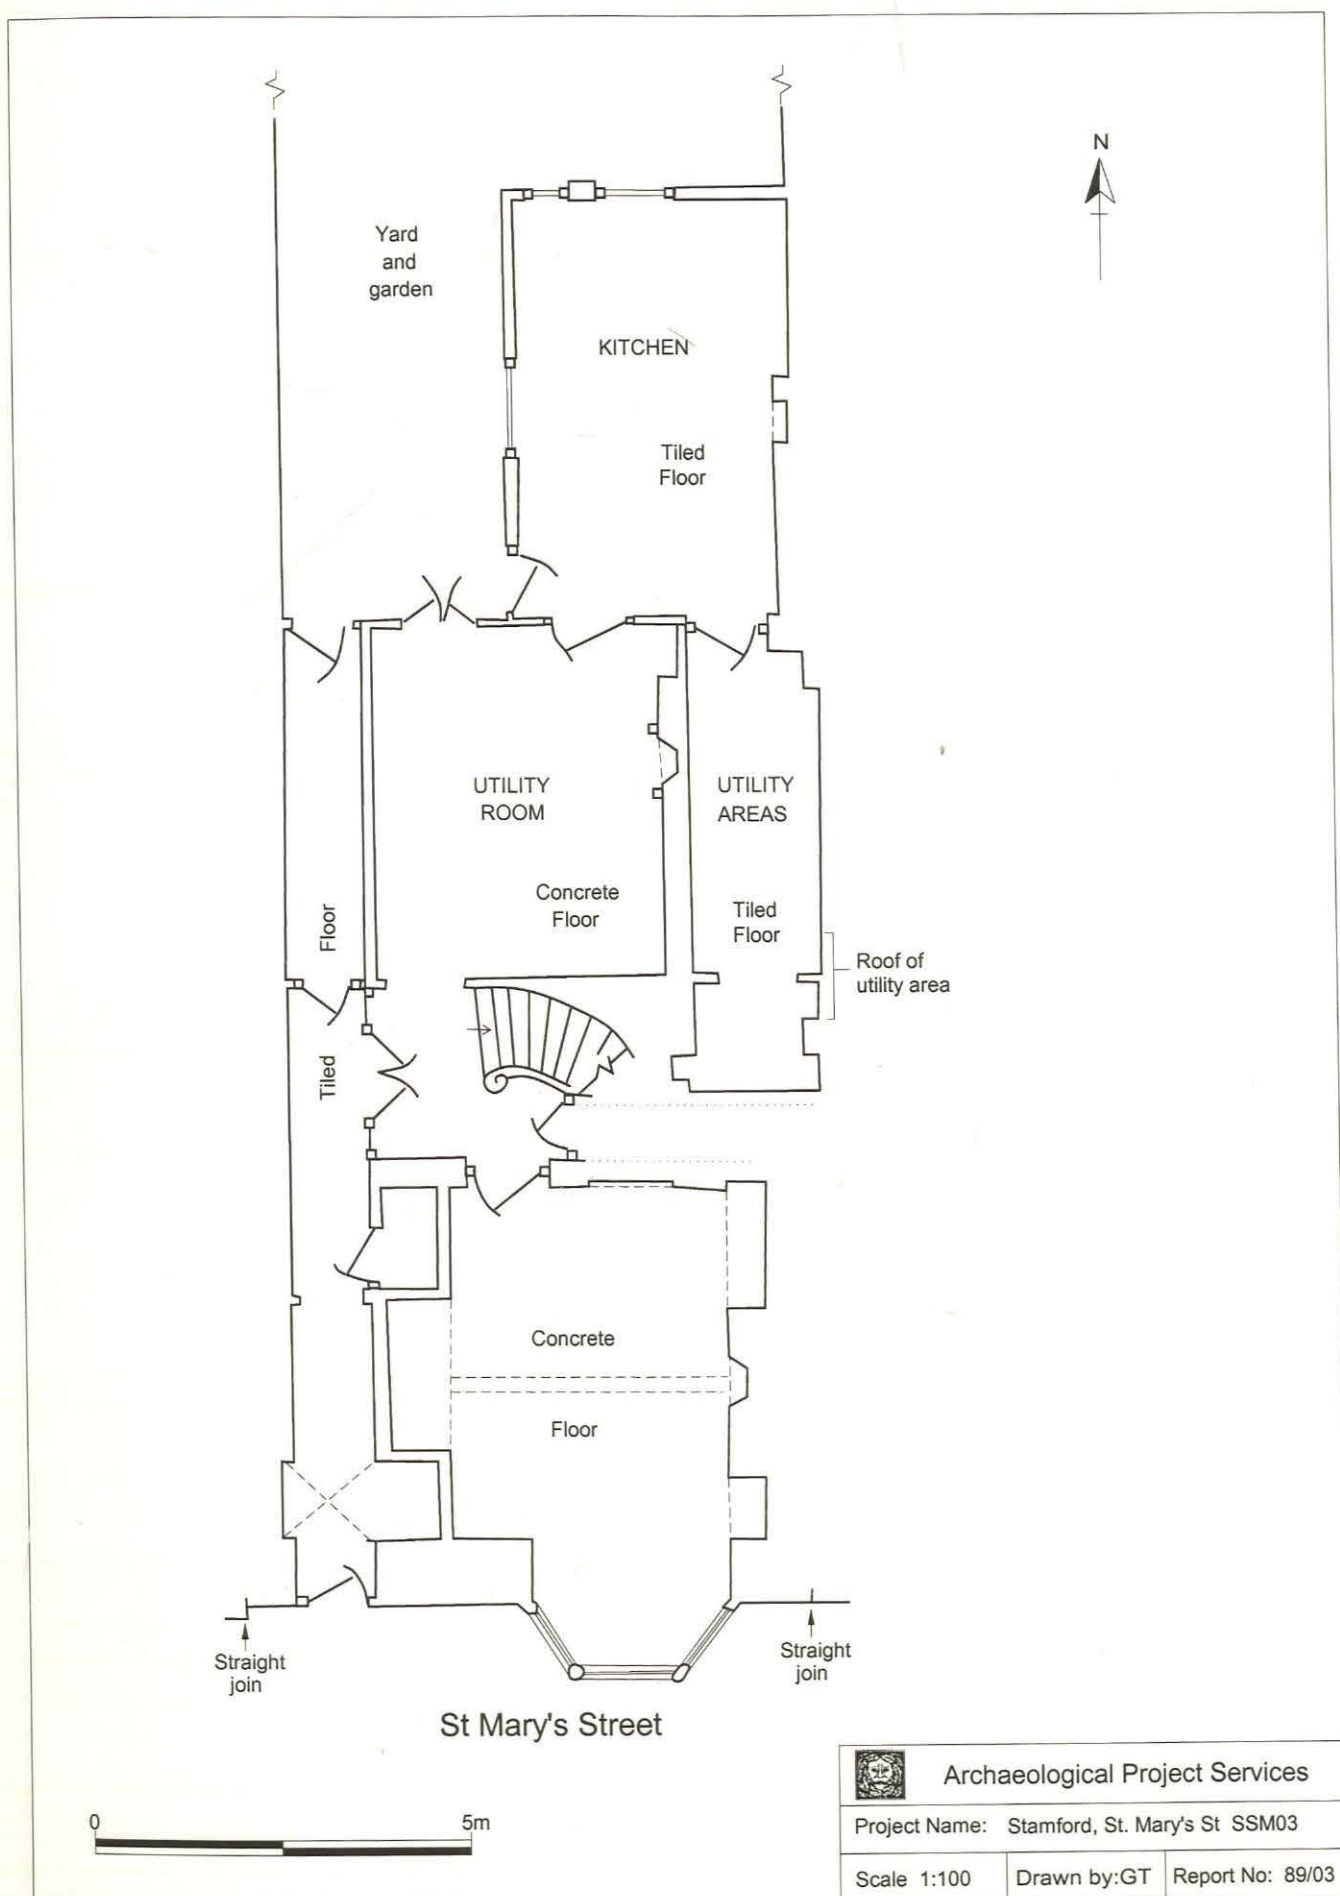 N
Yard
and
garden
KITCHEN
Tiled
Floor
UTILITY
ROOM
UTILITY
AREAS
Concrete
Floor
Tiled
Floor
Floor
Roof of
utility area
Tiled
Concrete
Floor
Straight
join
Straight
join
St Mary's Street
0 5m
Archaeological Project Services
Project Name: Stamford, St. Mary's St SSM03
Scale 1:100 Drawn by:GT Report No: 89/03